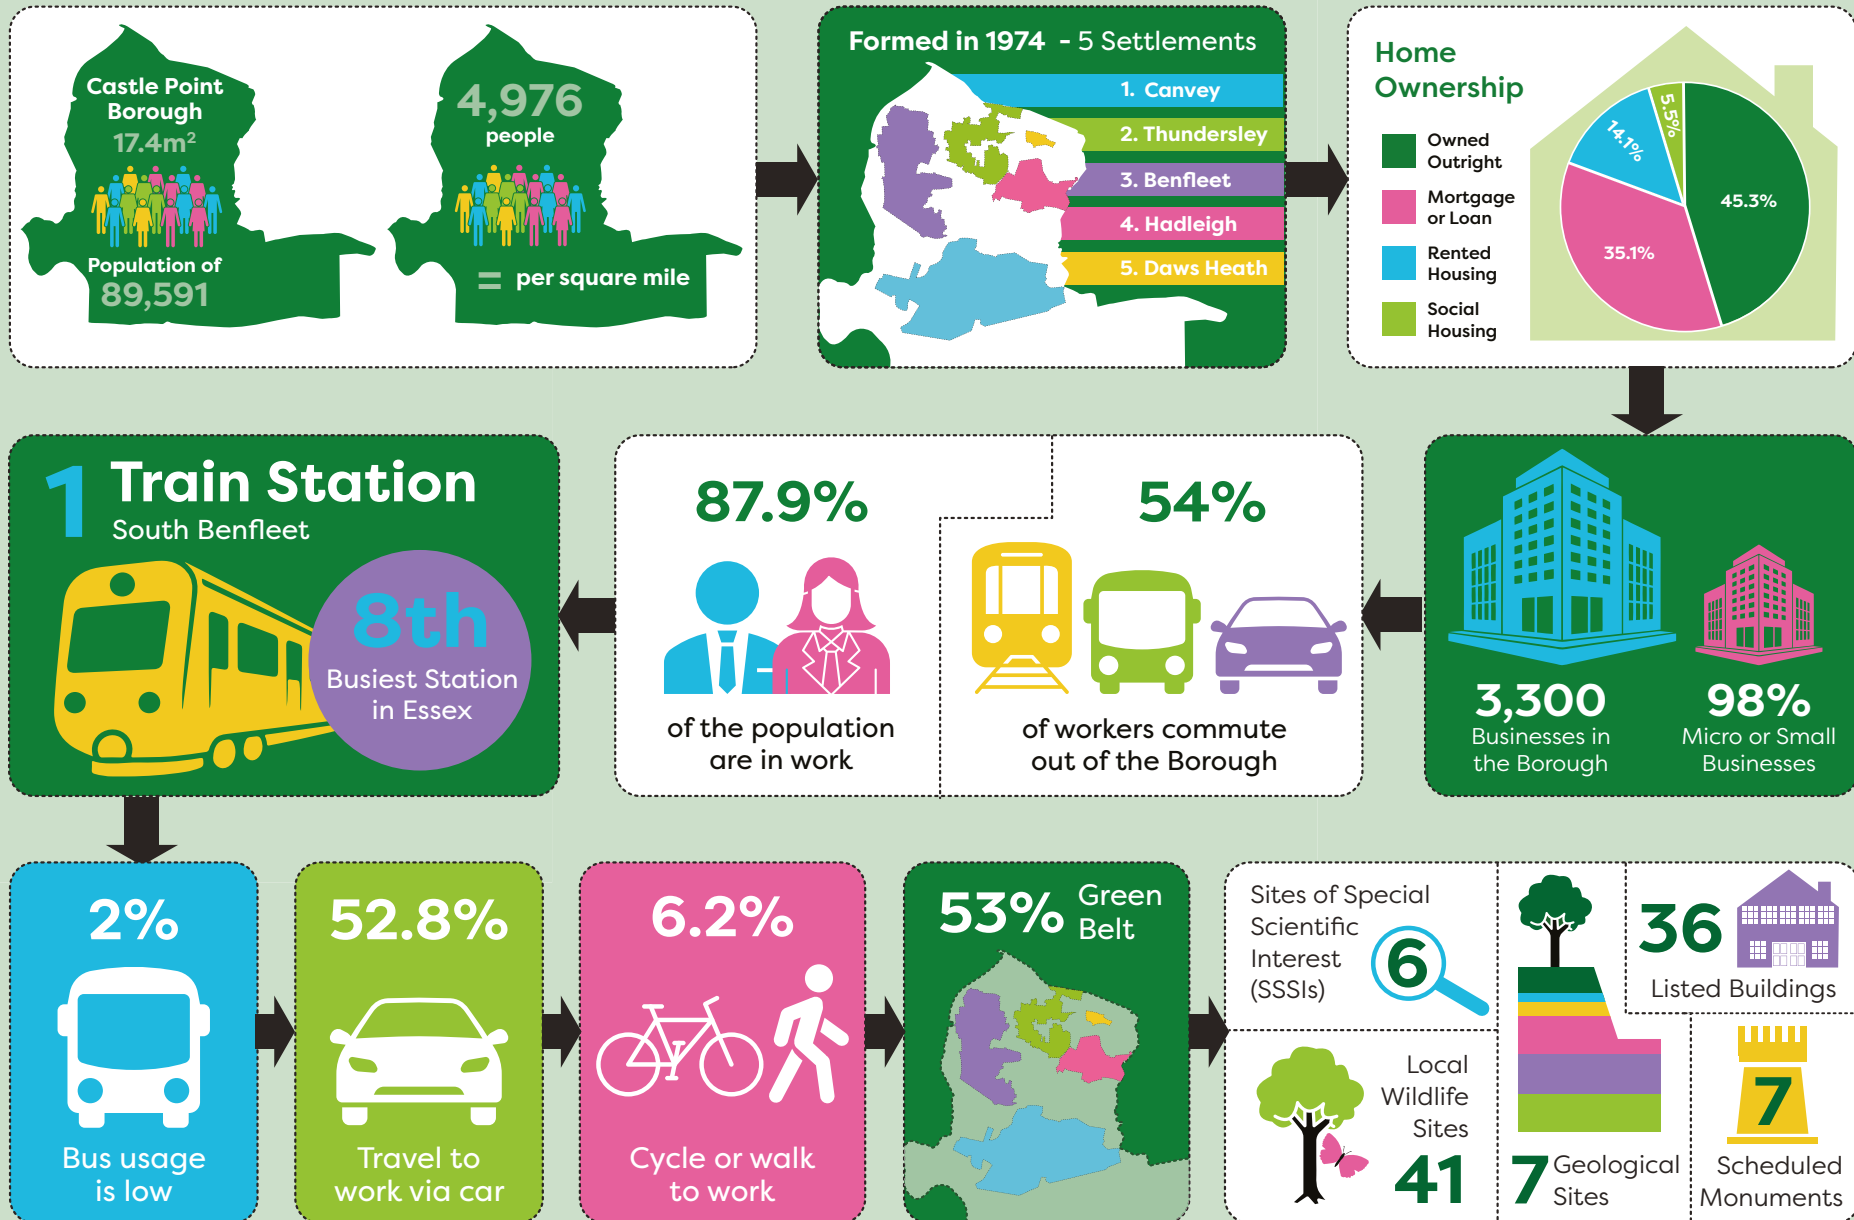 Castle Point
Borough
17.4m²
Population of
89,591
4,976
people
= per square mile
Formed in 1974 - 5 Settlements
1. Canvey
2. Thundersley
3. Benfleet
4. Hadleigh
5. Daws Heath
Home
Ownership
Owned
Outright
Mortgage
or Loan
Rented
Housing
Social
Housing
5.5%
14.1%
45.3%
35.1%
1 Train Station
South Benfleet
8th
Busiest Station
in Essex
87.9%
of the population
are in work
54%
of workers commute
out of the Borough
3,300
Businesses in
the Borough
98%
Micro or Small
Businesses
2%
Bus usage
is low
52.8%
Travel to
work via car
6.2%
Cycle or walk
to work
53% Green
Belt
Sites of Special
Scientific
Interest
(SSSIs)
6
Local
Wildlife
Sites
41
7 Geological
Sites
36
Listed Buildings
7
Scheduled
Monuments